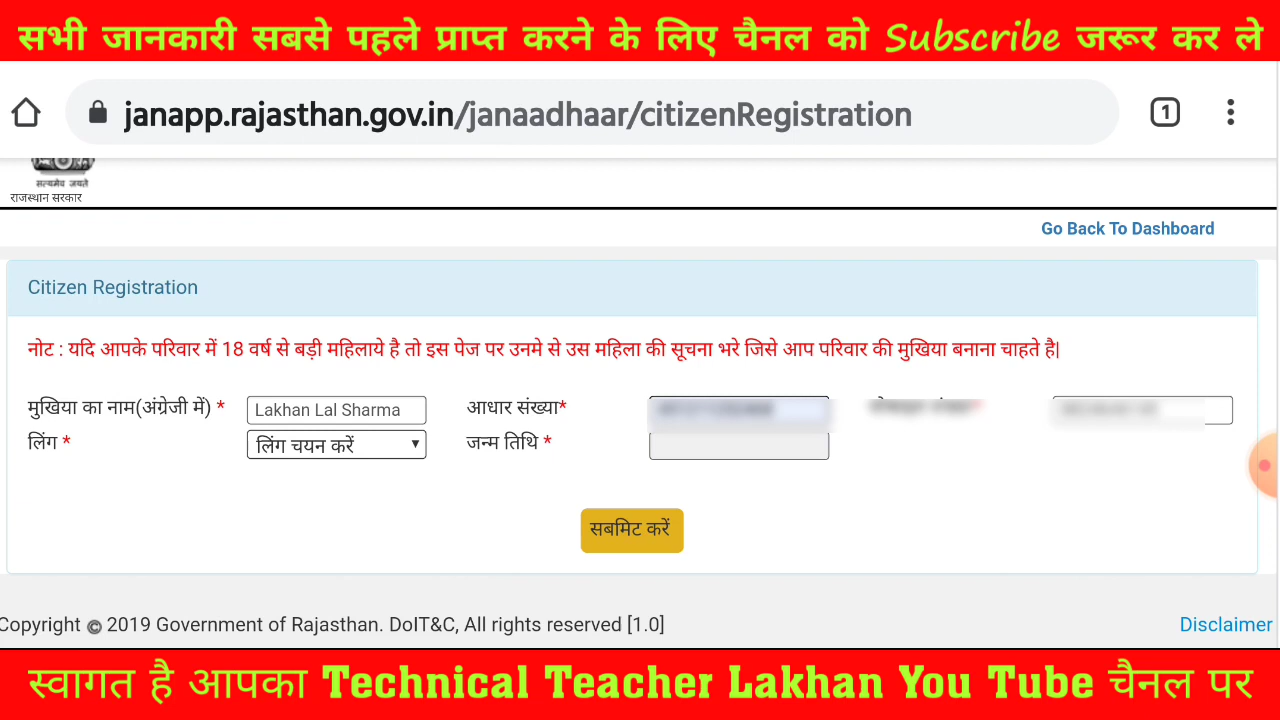 सभी जानकारी सबसे पहले प्राप्त करने के लिए चैनल को Subscribe जरूर कर ले
janapp.rajasthan.gov.in/janaadhaar/citizenRegistration
1
सत्यमेव जयते
राजस्थान सरकार
Go Back To Dashboard
Citizen Registration
नोट : यदि आपके परिवार में 18 वर्ष से बड़ी महिलाये है तो इस पेज पर उनमे से उस महिला की सूचना भरे जिसे आप परिवार की मुखिया बनाना चाहते है|
मुखिया का नाम(अंग्रेजी में) * Lakhan Lal Sharma आधार संख्या*
लिंग * लिंग चयन करें जन्म तिथि *
सबमिट करें
Copyright © 2019 Government of Rajasthan. DoIT&C, All rights reserved [1.0] Disclaimer
स्वागत है आपका Technical Teacher Lakhan You Tube चैनल पर